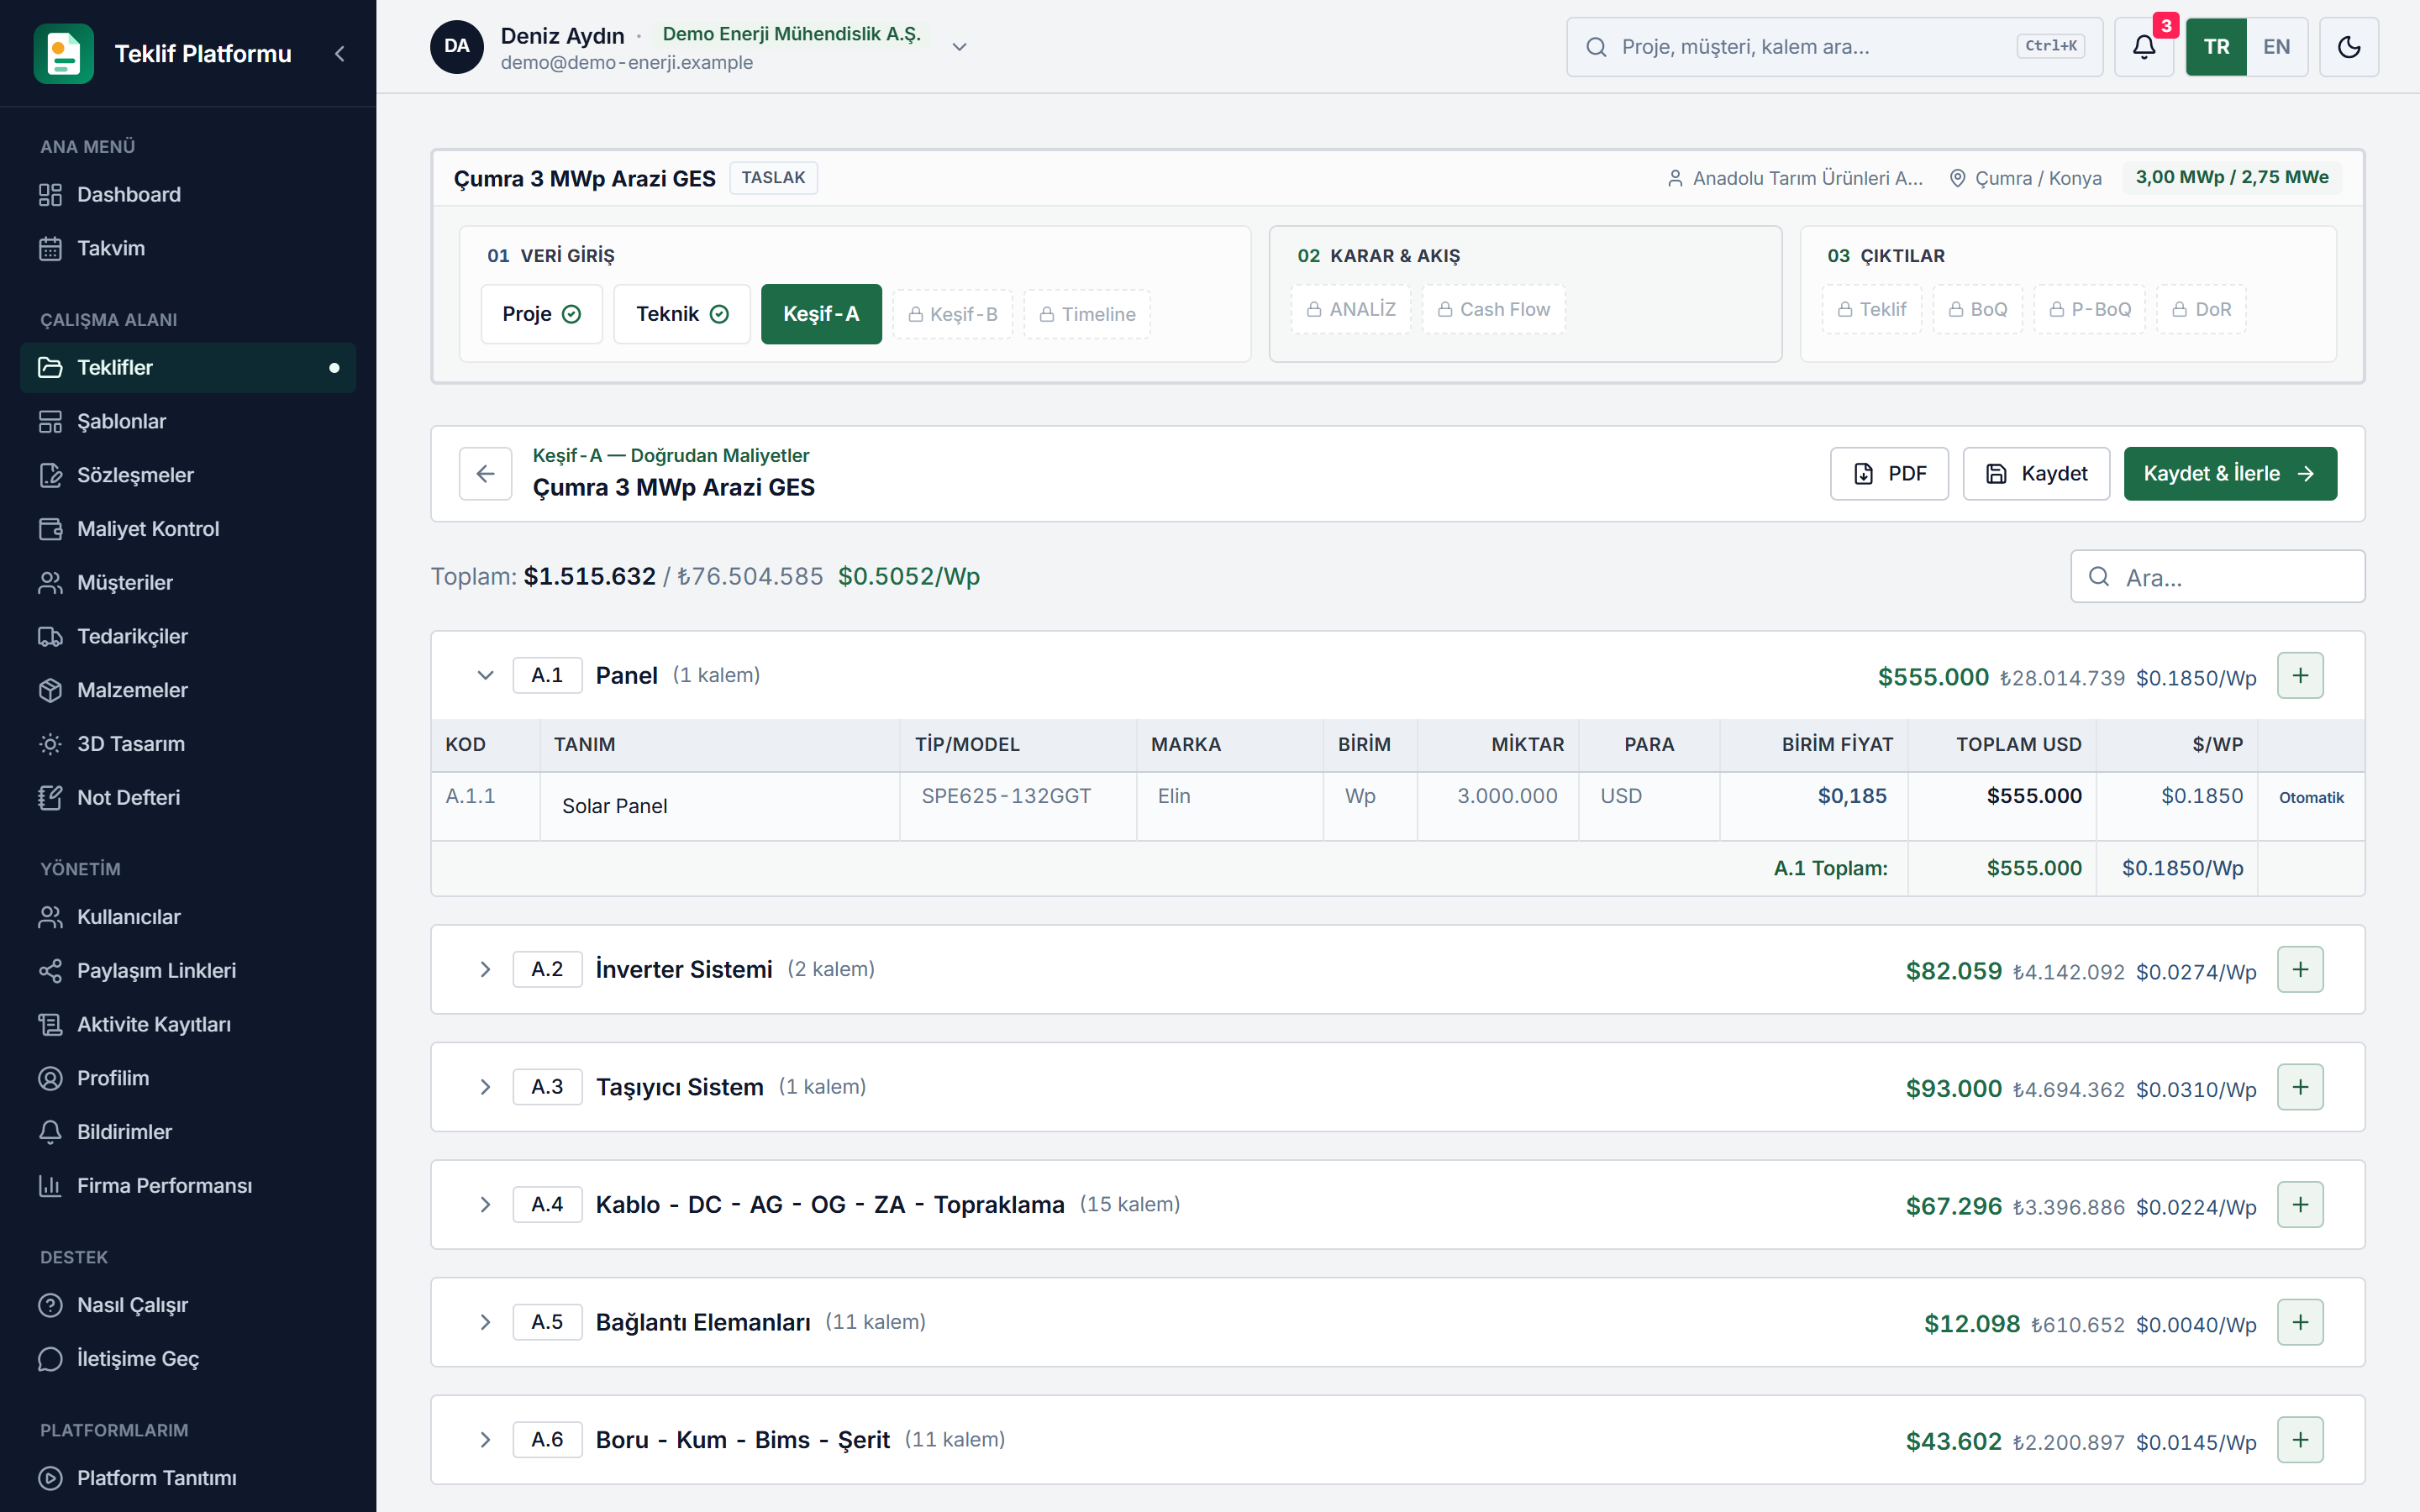 Teklif Platformu
ANA MENÜ
Dashboard
Takvim
ÇALIŞMA ALANI
Teklifler
Şablonlar
Sözleşmeler
Maliyet Kontrol
Müşteriler
Tedarikçiler
Malzemeler
3D Tasarım
Not Defteri
YÖNETİM
Kullanıcılar
Paylaşım Linkleri
Aktivite Kayıtları
Profilim
Bildirimler
Firma Performansı
DESTEK
Nasıl Çalışır
İletişime Geç
PLATFORMLARIM
Platform Tanıtımı
DA Deniz Aydın · Demo Enerji Mühendislik A.Ş.
demo@demo-enerji.example
Proje, müşteri, kalem ara... Ctrl+K 3 TR EN
Çumra 3 MWp Arazi GES TASLAK Anadolu Tarım Ürünleri A... Çumra / Konya 3,00 MWp / 2,75 MWe
01 VERİ GİRİŞ
Proje Teknik Keşif-A Keşif-B Timeline
02 KARAR & AKIŞ
ANALİZ Cash Flow
03 ÇIKTILAR
Teklif BoQ P-BoQ DoR
Keşif-A — Doğrudan Maliyetler
Çumra 3 MWp Arazi GES
PDF Kaydet Kaydet & İlerle
Toplam: $1.515.632 / ₺76.504.585 $0.5052/Wp Ara...
A.1 Panel (1 kalem) $555.000 ₺28.014.739 $0.1850/Wp +
KOD TANIM TİP/MODEL MARKA BİRİM MİKTAR PARA BİRİM FİYAT TOPLAM USD $/WP
A.1.1 Solar Panel SPE625-132GGT Elin Wp 3.000.000 USD $0,185 $555.000 $0.1850 Otomatik
A.1 Toplam: $555.000 $0.1850/Wp
A.2 İnverter Sistemi (2 kalem) $82.059 ₺4.142.092 $0.0274/Wp +
A.3 Taşıyıcı Sistem (1 kalem) $93.000 ₺4.694.362 $0.0310/Wp +
A.4 Kablo - DC - AG - OG - ZA - Topraklama (15 kalem) $67.296 ₺3.396.886 $0.0224/Wp +
A.5 Bağlantı Elemanları (11 kalem) $12.098 ₺610.652 $0.0040/Wp +
A.6 Boru - Kum - Bims - Şerit (11 kalem) $43.602 ₺2.200.897 $0.0145/Wp +